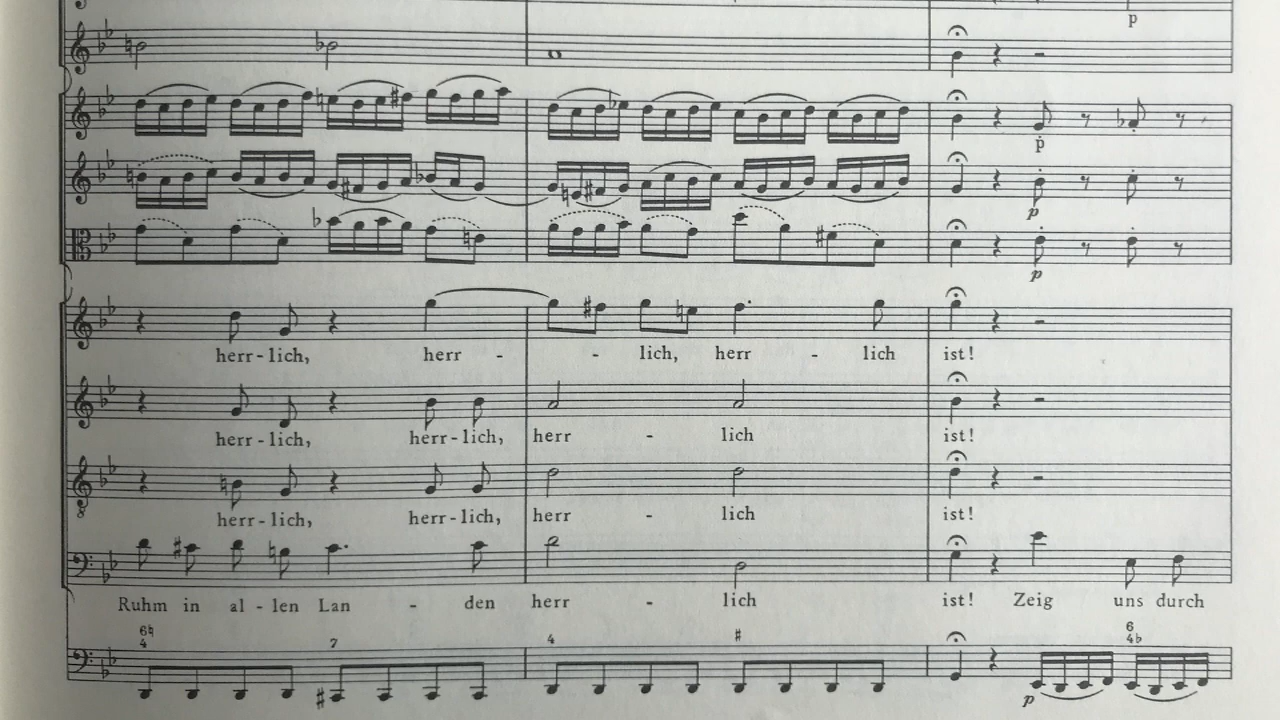 p
p
p
p
herr - lich, herr - - lich, herr - lich ist!
herr - lich, herr - lich, herr - lich ist!
8
herr - lich, herr - lich, herr - lich ist!
Ruhm in al - len Lan - den herr - lich ist! Zeig uns durch
6♮ 6
4 7 4 # 4♭
p